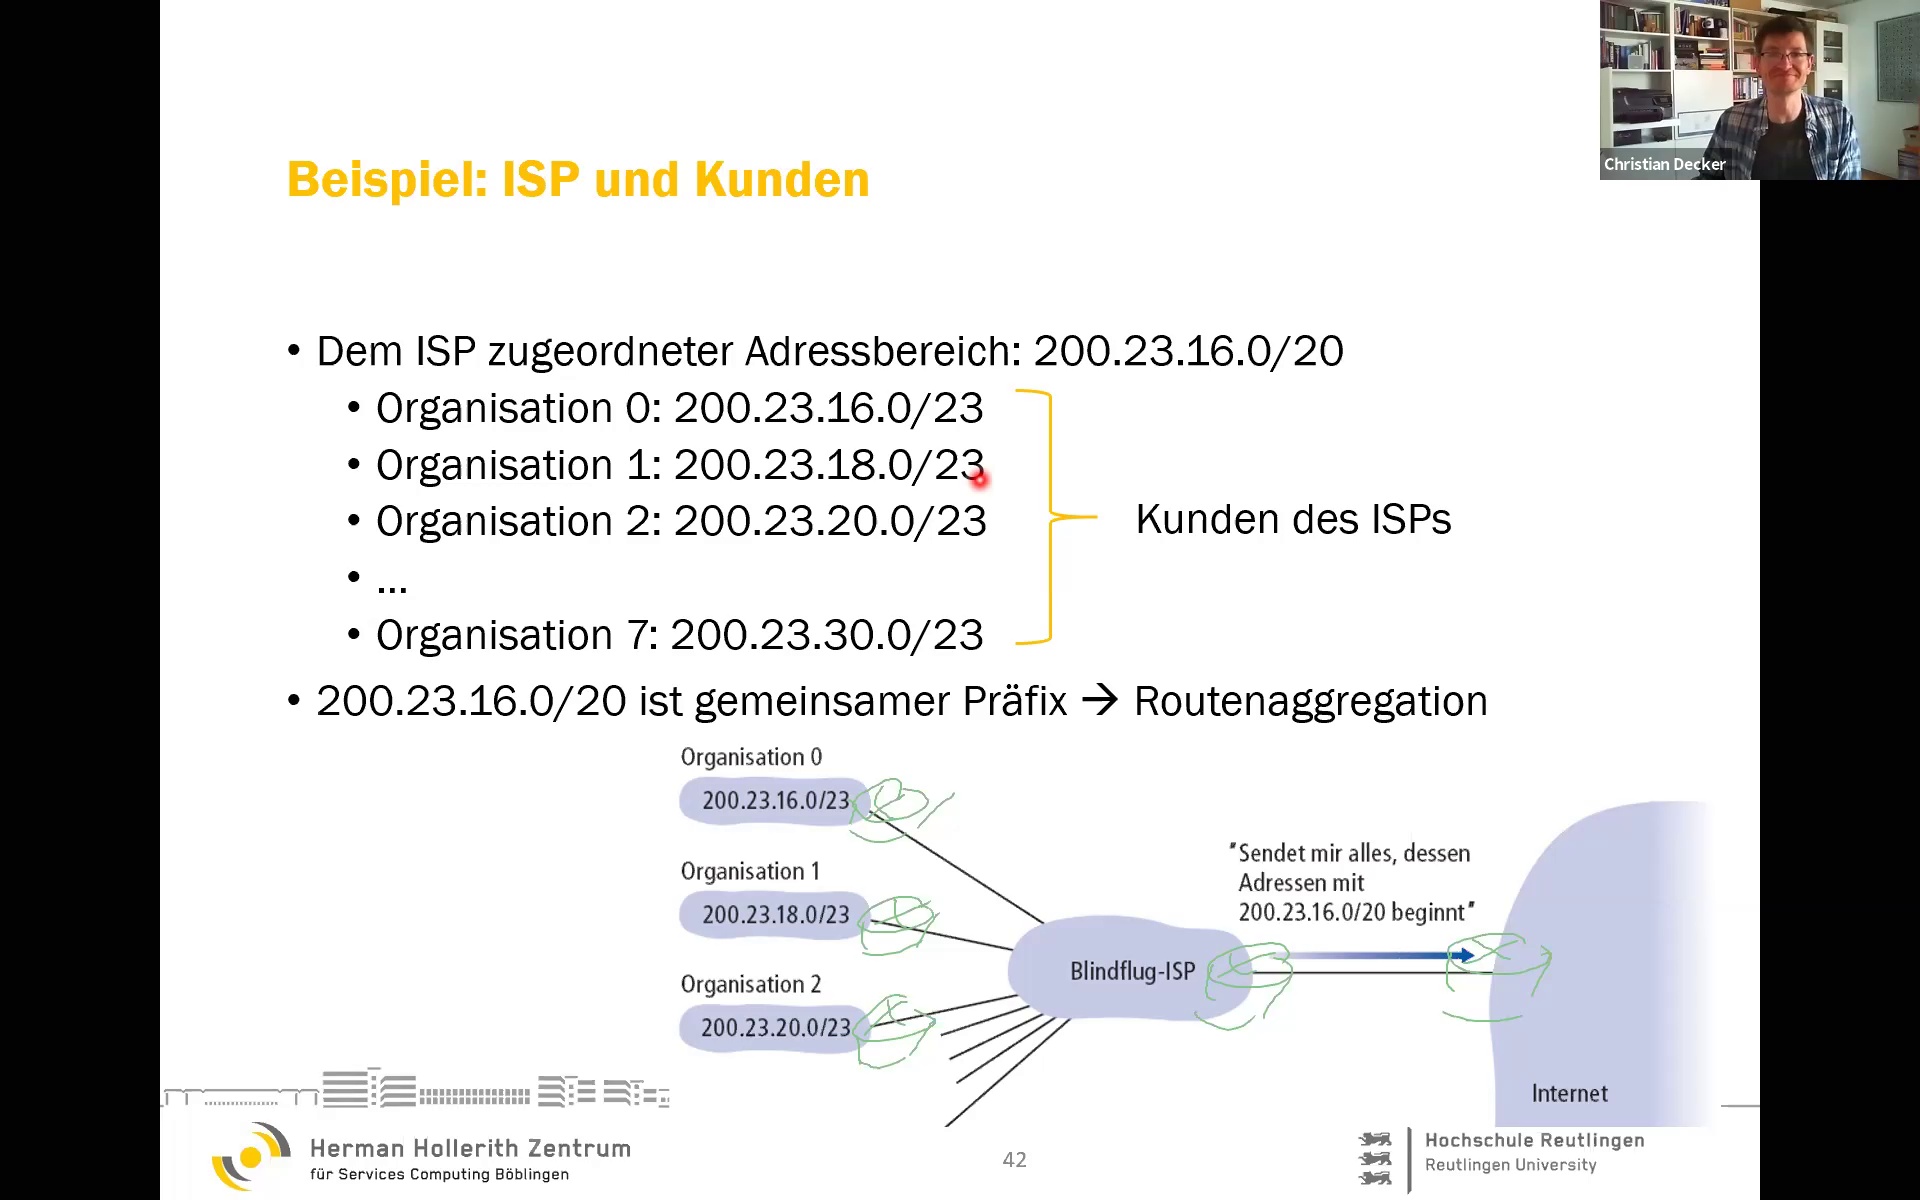 Christian Decker
Beispiel: ISP und Kunden
• Dem ISP zugeordneter Adressbereich: 200.23.16.0/20
• Organisation 0: 200.23.16.0/23
• Organisation 1: 200.23.18.0/23
• Organisation 2: 200.23.20.0/23
• ...
• Organisation 7: 200.23.30.0/23
Kunden des ISPs
• 200.23.16.0/20 ist gemeinsamer Präfix → Routenaggregation
Organisation 0
200.23.16.0/23
Organisation 1
200.23.18.0/23
Organisation 2
200.23.20.0/23
Blindflug-ISP
"Sendet mir alles, dessen
Adressen mit
200.23.16.0/20 beginnt"
Internet
Herman Hollerith Zentrum
für Services Computing Böblingen
42
Hochschule Reutlingen
Reutlingen University